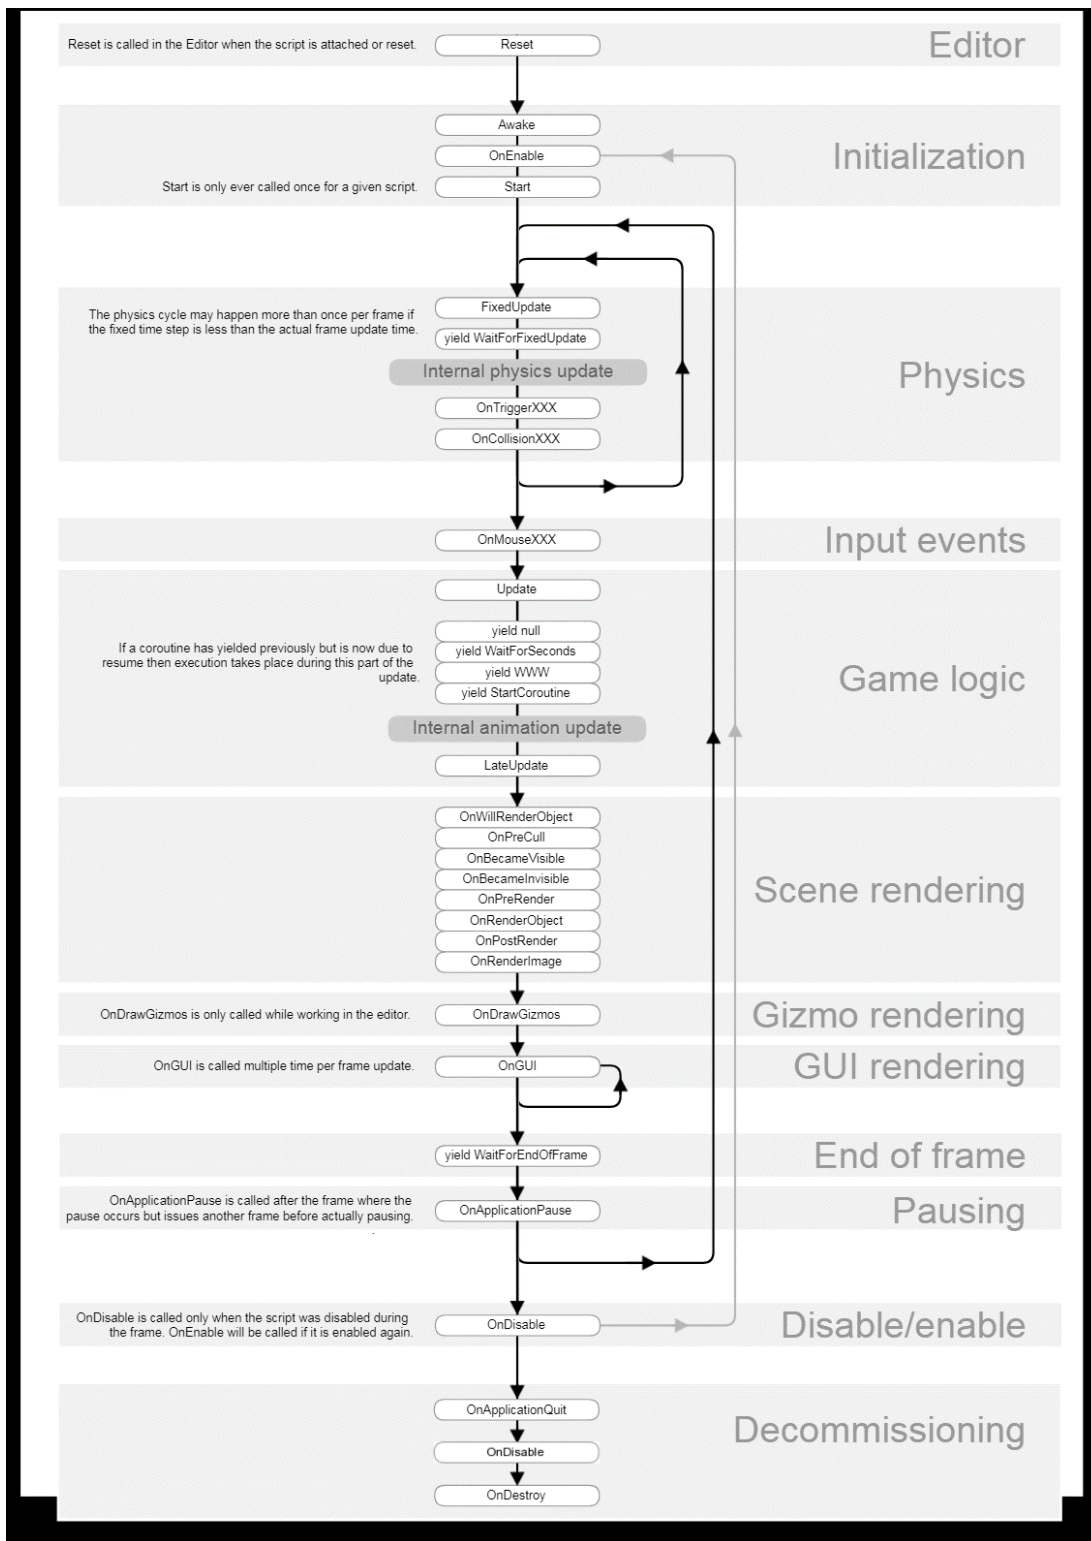 Reset is called in the Editor when the script is attached or reset.
Reset
Editor
Awake
OnEnable
Initialization
Start is only ever called once for a given script.
Start
The physics cycle may happen more than once per frame if
the fixed time step is less than the actual frame update time.
FixedUpdate
yield WaitForFixedUpdate
Internal physics update
Physics
OnTriggerXXX
OnCollisionXXX
OnMouseXXX
Input events
Update
If a coroutine has yielded previously but is now due to
resume then execution takes place during this part of the
update.
yield null
yield WaitForSeconds
yield WWW
yield StartCoroutine
Game logic
Internal animation update
LateUpdate
OnWillRenderObject
OnPreCull
OnBecameVisible
OnBecameInvisible
OnPreRender
OnRenderObject
OnPostRender
OnRenderImage
Scene rendering
OnDrawGizmos is only called while working in the editor.
OnDrawGizmos
Gizmo rendering
OnGUI is called multiple time per frame update.
OnGUI
GUI rendering
yield WaitForEndOfFrame
End of frame
OnApplicationPause is called after the frame where the
pause occurs but issues another frame before actually pausing.
OnApplicationPause
Pausing
OnDisable is called only when the script was disabled during
the frame. OnEnable will be called if it is enabled again.
OnDisable
Disable/enable
OnApplicationQuit
Decommissioning
OnDisable
OnDestroy